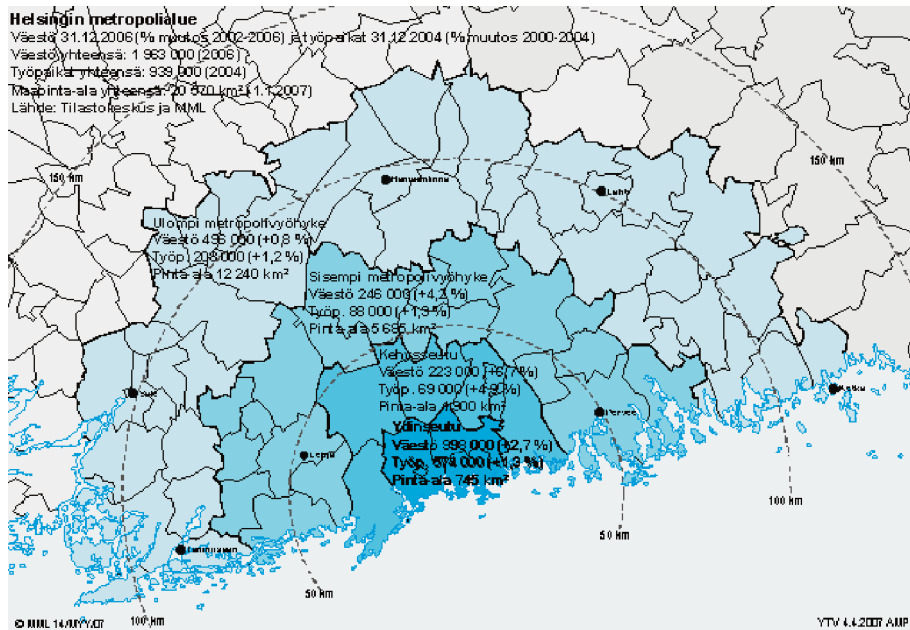 Helsingin metropolialue
Väestö 31.12.2006 (% muutos 2002-2006) ja työpaikat 31.12.2004 (% muutos 2000-2004)
Väestö yhteensä: 1 963 000 (2006)
Työpaikat yhteensä: 939 000 (2004)
Maapinta-ala yhteensä: 20 570 km² (1.1.2007)
Lähde: Tilastokeskus ja MML
150 km
150 km
Hämeenlinna
Lahti
Ulompi metropolivyöhyke
Väestö 496 000 (+0,8 %)
Työp. 208 000 (+1,2 %)
Pinta-ala 12 240 km²
Sisempi metropolivyöhyke
Väestö 246 000 (+4,2 %)
Työp. 88 000 (+1,3 %)
Pinta-ala 5 685 km²
Kehysseutu
Väestö 223 000 (+6,7 %)
Työp. 69 000 (+4,9 %)
Pinta-ala 1 900 km²
Salo
Kotka
Porvoo
Ydinseutu
Väestö 998 000 (+2,7 %)
Työp. 574 000 (+1,3 %)
Pinta-ala 745 km²
Lohja
100 km
50 km
Tammisaari
50 km
100 km
© MML 14/MYY/07
YTV 4.4.2007 AMP